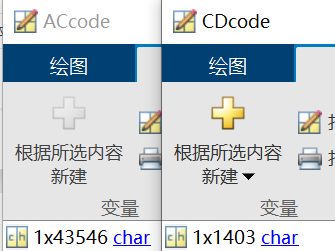 ACcode
绘图
根据所选内容
新建
变量
1x43546 char
CDcode
绘图
根据所选内容
新建
变量
1x1403 char